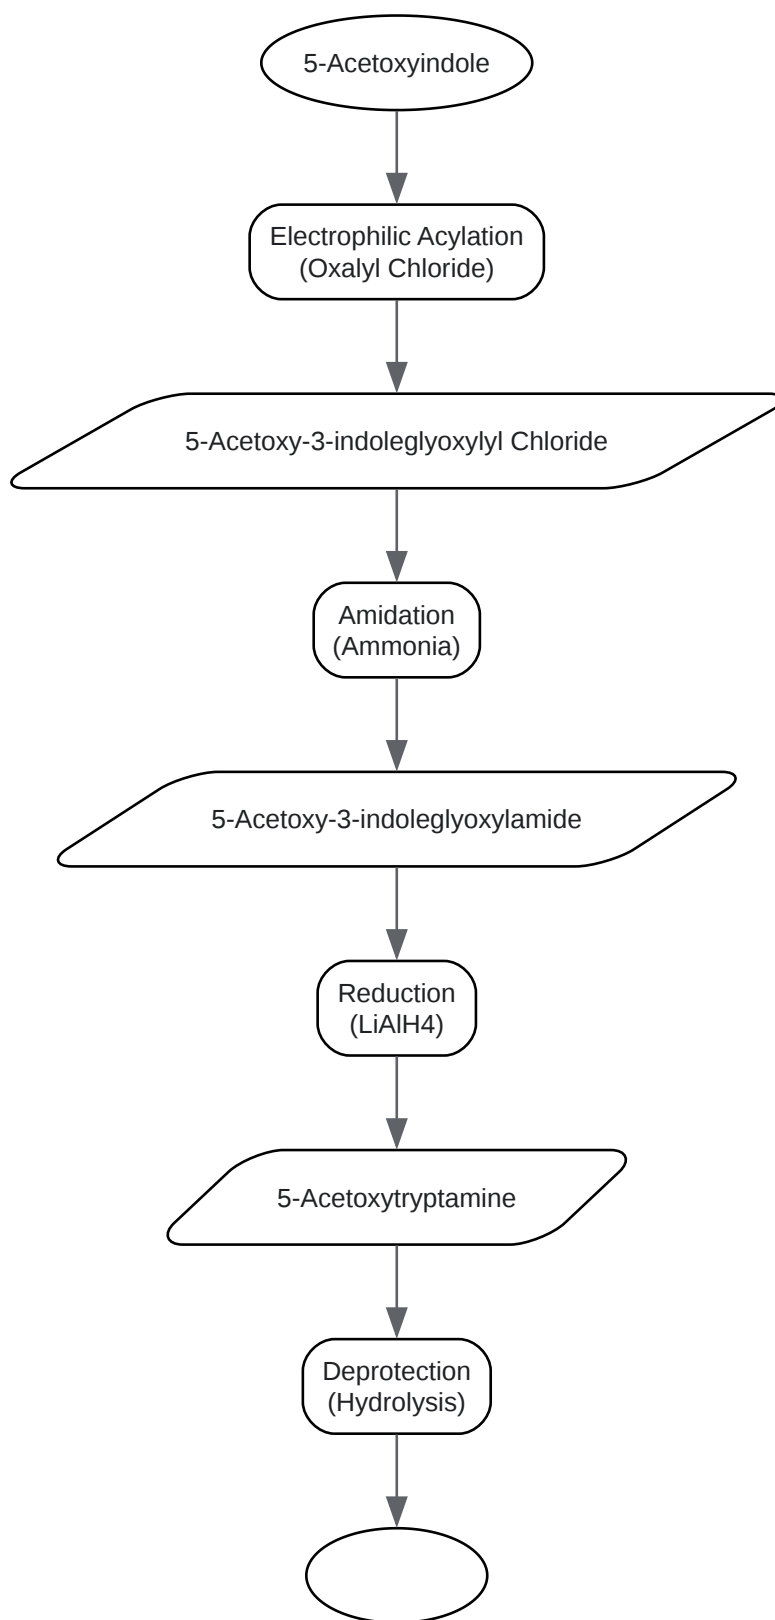 5-Acetoxyindole
Electrophilic Acylation
(Oxalyl Chloride)
5-Acetoxy-3-indoleglyoxylyl Chloride
Amidation
(Ammonia)
5-Acetoxy-3-indoleglyoxylamide
Reduction
(LiAlH4)
5-Acetoxytryptamine
Deprotection
(Hydrolysis)